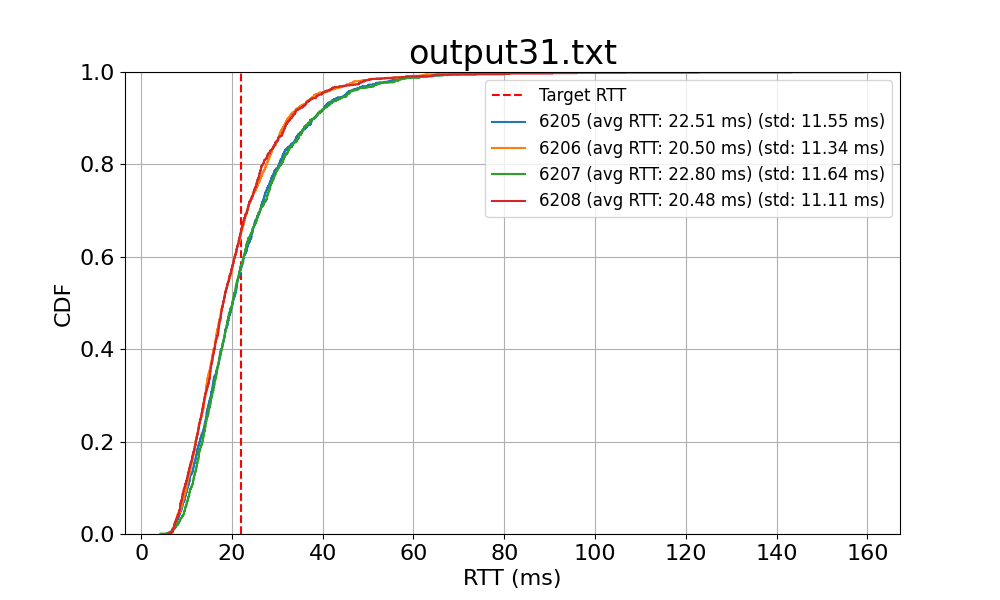 output31.txt
1.0
0.8
0.6
0.4
0.2
0.0
CDF
Target RTT
6205 (avg RTT: 22.51 ms) (std: 11.55 ms)
6206 (avg RTT: 20.50 ms) (std: 11.34 ms)
6207 (avg RTT: 22.80 ms) (std: 11.64 ms)
6208 (avg RTT: 20.48 ms) (std: 11.11 ms)
0 20 40 60 80 100 120 140 160
RTT (ms)